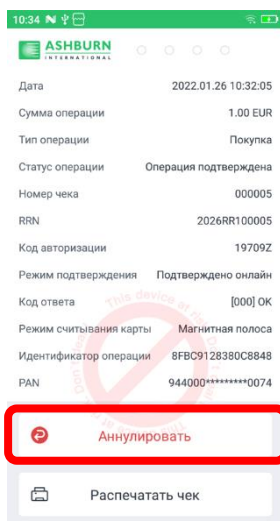 10:34
ASHBURN
INTERNATIONAL
Дата 2022.01.26 10:32:05
Сумма операции 1.00 EUR
Тип операции Покупка
Статус операции Операция подтверждена
Номер чека 000005
RRN 2026RR100005
Код авторизации 19709Z
Режим подтверждения Подтверждено онлайн
Код ответа [000] OK
Режим считывания карты Магнитная полоса
Идентификатор операции 8FBC9128380C8848
PAN 944000*********0074
Аннулировать
Распечатать чек